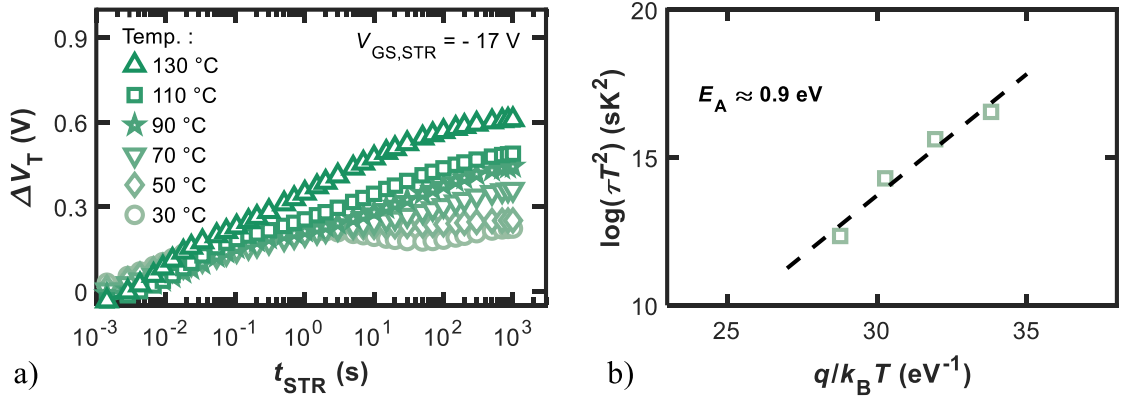 0.9
0.6
0.3
0
ΔV_T (V)
Temp. :
130 °C
110 °C
90 °C
70 °C
50 °C
30 °C
V_GS,STR = - 17 V
10^-3 10^-2 10^-1 10^0 10^1 10^2 10^3
t_STR (s)
a)
20
15
10
log(τT^2) (sK^2)
E_A ≈ 0.9 eV
25 30 35
q/k_B T (eV^-1)
b)